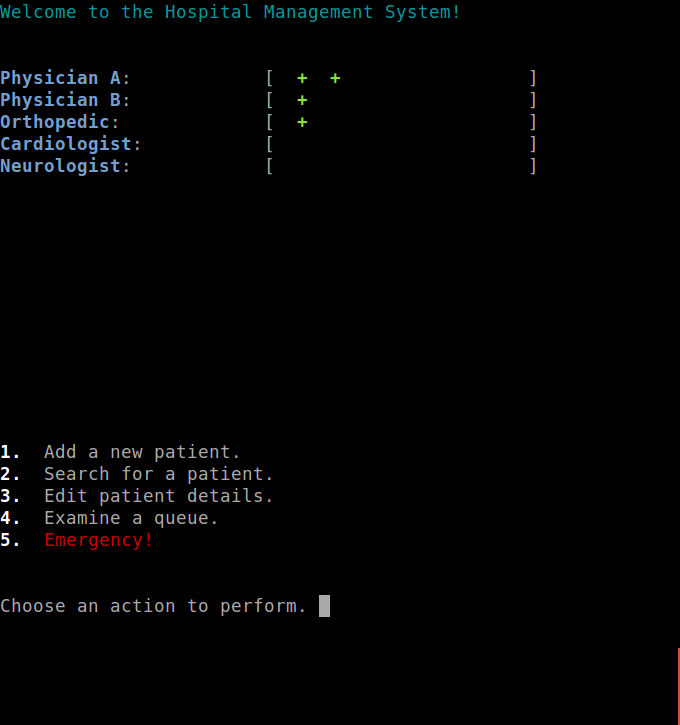 Welcome to the Hospital Management System!
Physician A: [ + + ]
Physician B: [ + ]
Orthopedic: [ + ]
Cardiologist: [ ]
Neurologist: [ ]
1. Add a new patient.
2. Search for a patient.
3. Edit patient details.
4. Examine a queue.
5. Emergency!
Choose an action to perform.